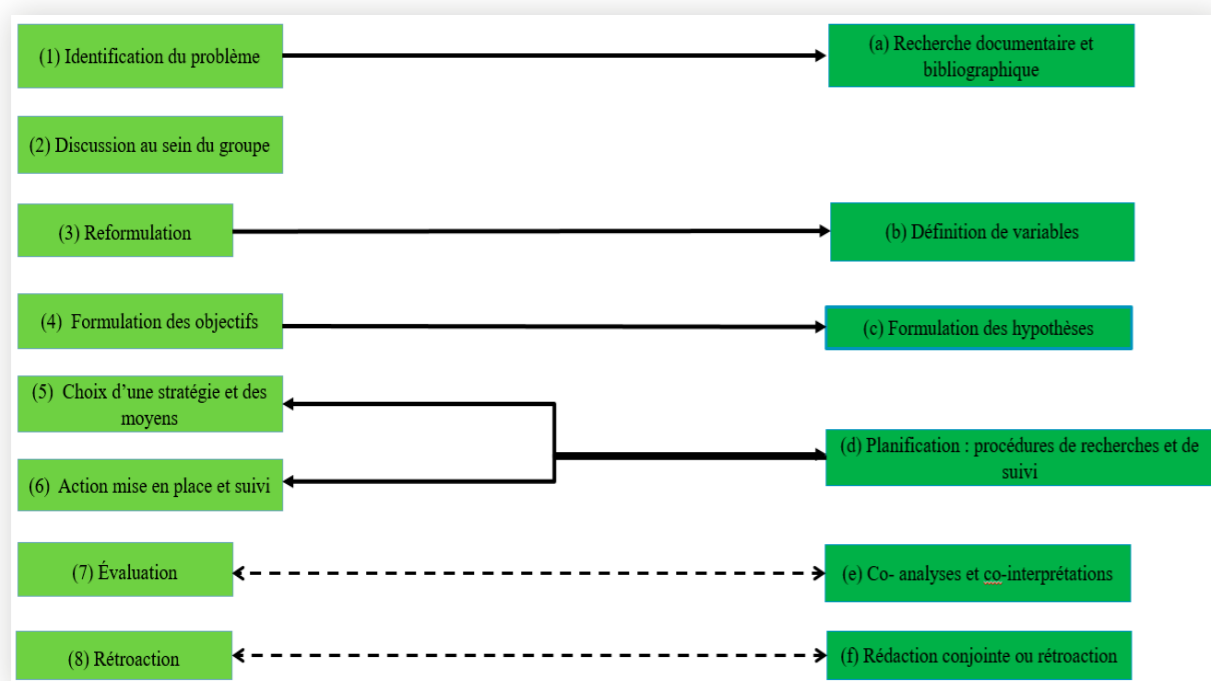 (1) Identification du problème
(a) Recherche documentaire et
bibliographique
(2) Discussion au sein du groupe
(3) Reformulation
(b) Définition de variables
(4) Formulation des objectifs
(c) Formulation des hypothèses
(5) Choix d'une stratégie et des
moyens
(d) Planification : procédures de recherches et de
suivi
(6) Action mise en place et suivi
(7) Évaluation
(e) Co- analyses et co-interprétations
(8) Rétroaction
(f) Rédaction conjointe ou rétroaction